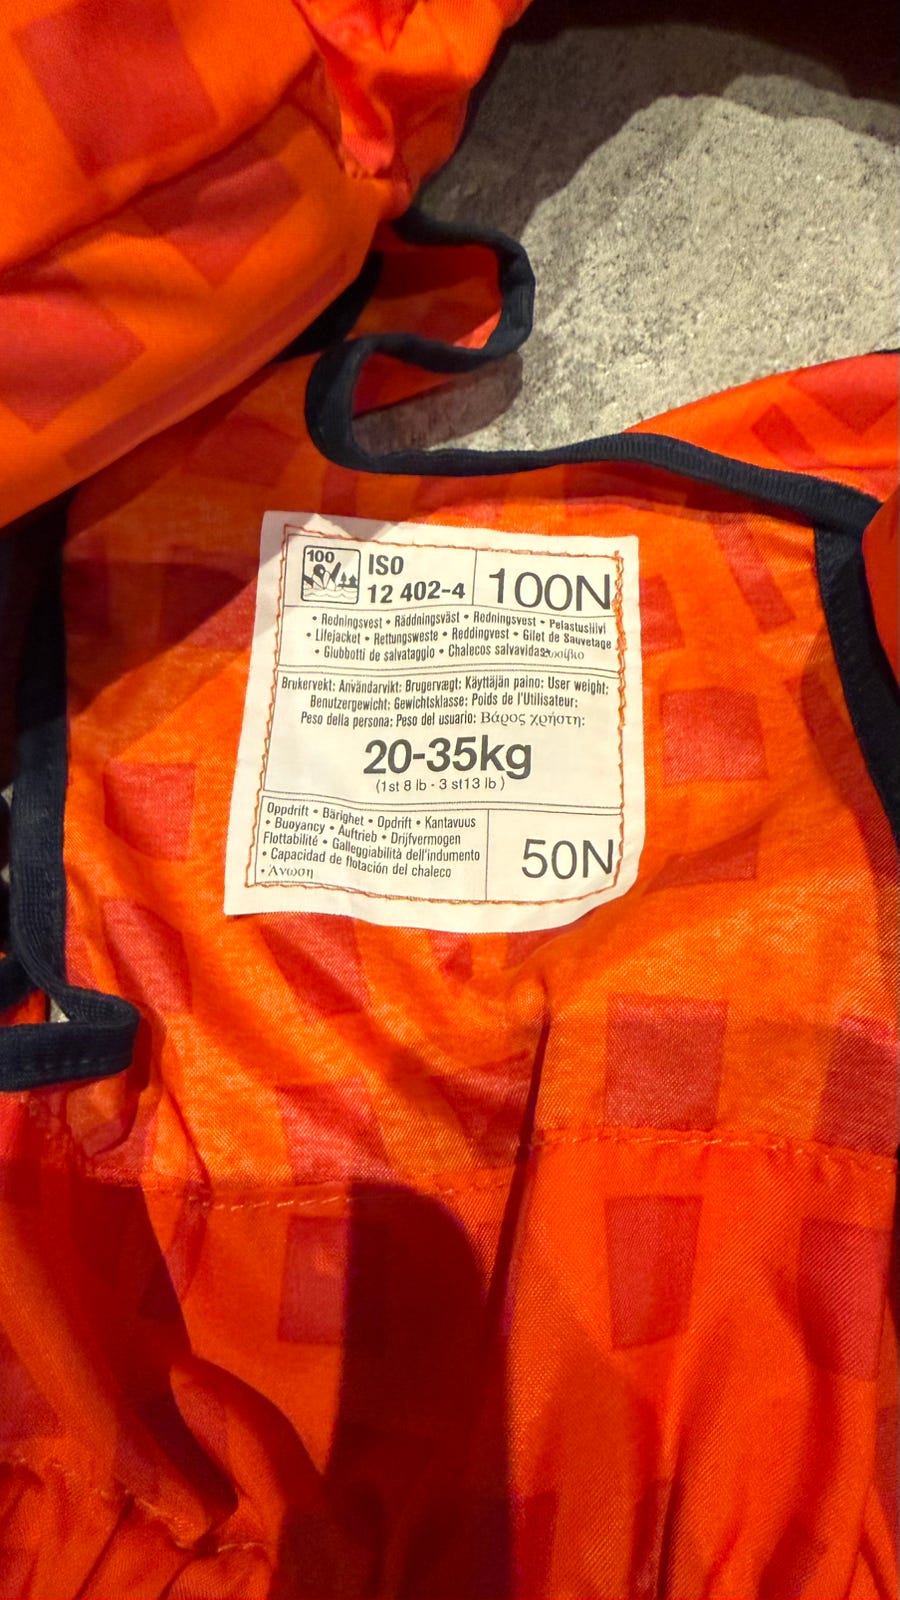 100
ISO
12 402-4
100N
• Redningsvest • Räddningsväst • Redningsvest • Pelastusliivi
• Lifejacket • Rettungsweste • Reddingvest • Gilet de Sauvetage
• Giubbotti de salvataggio • Chalecos salvavidas
Brukervekt: Användarvikt: Brugervægt: Käyttäjän paino: User weight:
Benutzergewicht: Gewichtsklasse: Poids de l'Utilisateur:
Peso della persona: Peso del usuario: Βάρος χρήστη:
20-35kg
(1st 8 lb - 3 st13 lb )
Oppdrift • Bärighet • Opdrift • Kantavuus
• Buoyancy • Auftrieb • Drijfvermogen
Flottabilité • Galleggiabilità dell'indumento
• Capacidad de flotación del chaleco
• Άνωση
50N